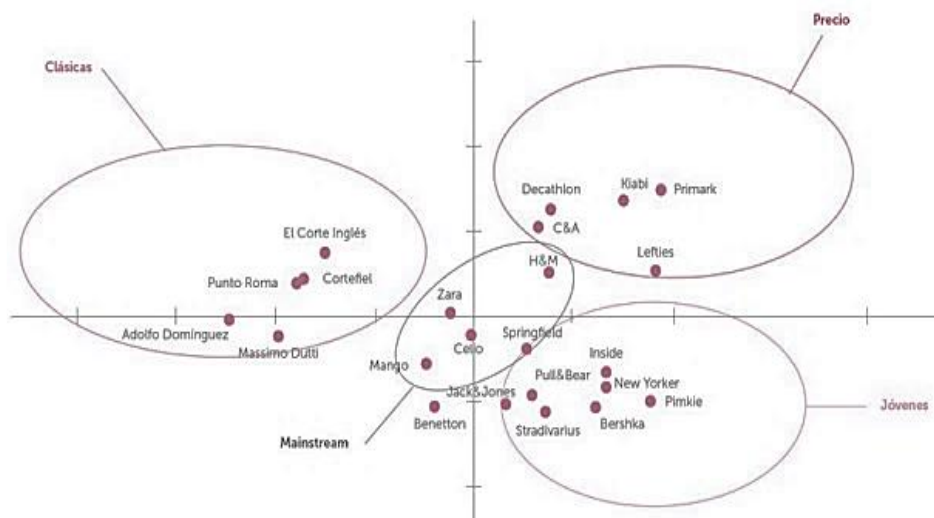 Precio
Clásicas
Decathlon
Kiabi
Primark
C&A
El Corte Inglés
Lefties
H&M
Punto Roma
Cortefiel
Zara
Adolfo Domínguez
Springfield
Massimo Dutti
Celio
Mango
Inside
Pull&Bear
New Yorker
Jack&Jones
Pimkie
Jóvenes
Benetton
Stradivarius
Bershka
Mainstream